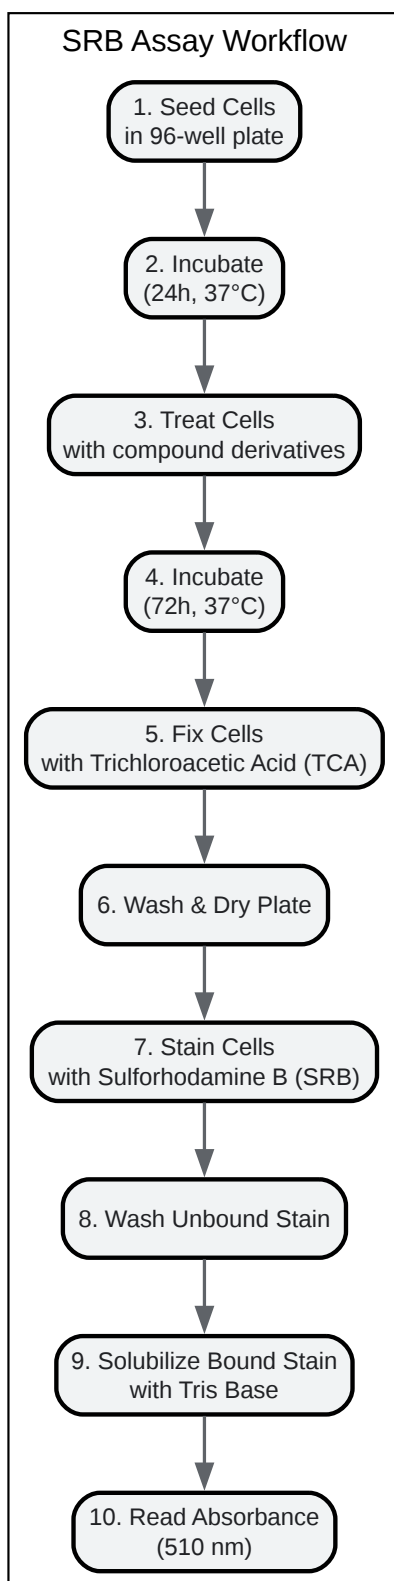 SRB Assay Workflow
1. Seed Cells
in 96-well plate
2. Incubate
(24h, 37°C)
3. Treat Cells
with compound derivatives
4. Incubate
(72h, 37°C)
5. Fix Cells
with Trichloroacetic Acid (TCA)
6. Wash & Dry Plate
7. Stain Cells
with Sulforhodamine B (SRB)
8. Wash Unbound Stain
9. Solubilize Bound Stain
with Tris Base
10. Read Absorbance
(510 nm)